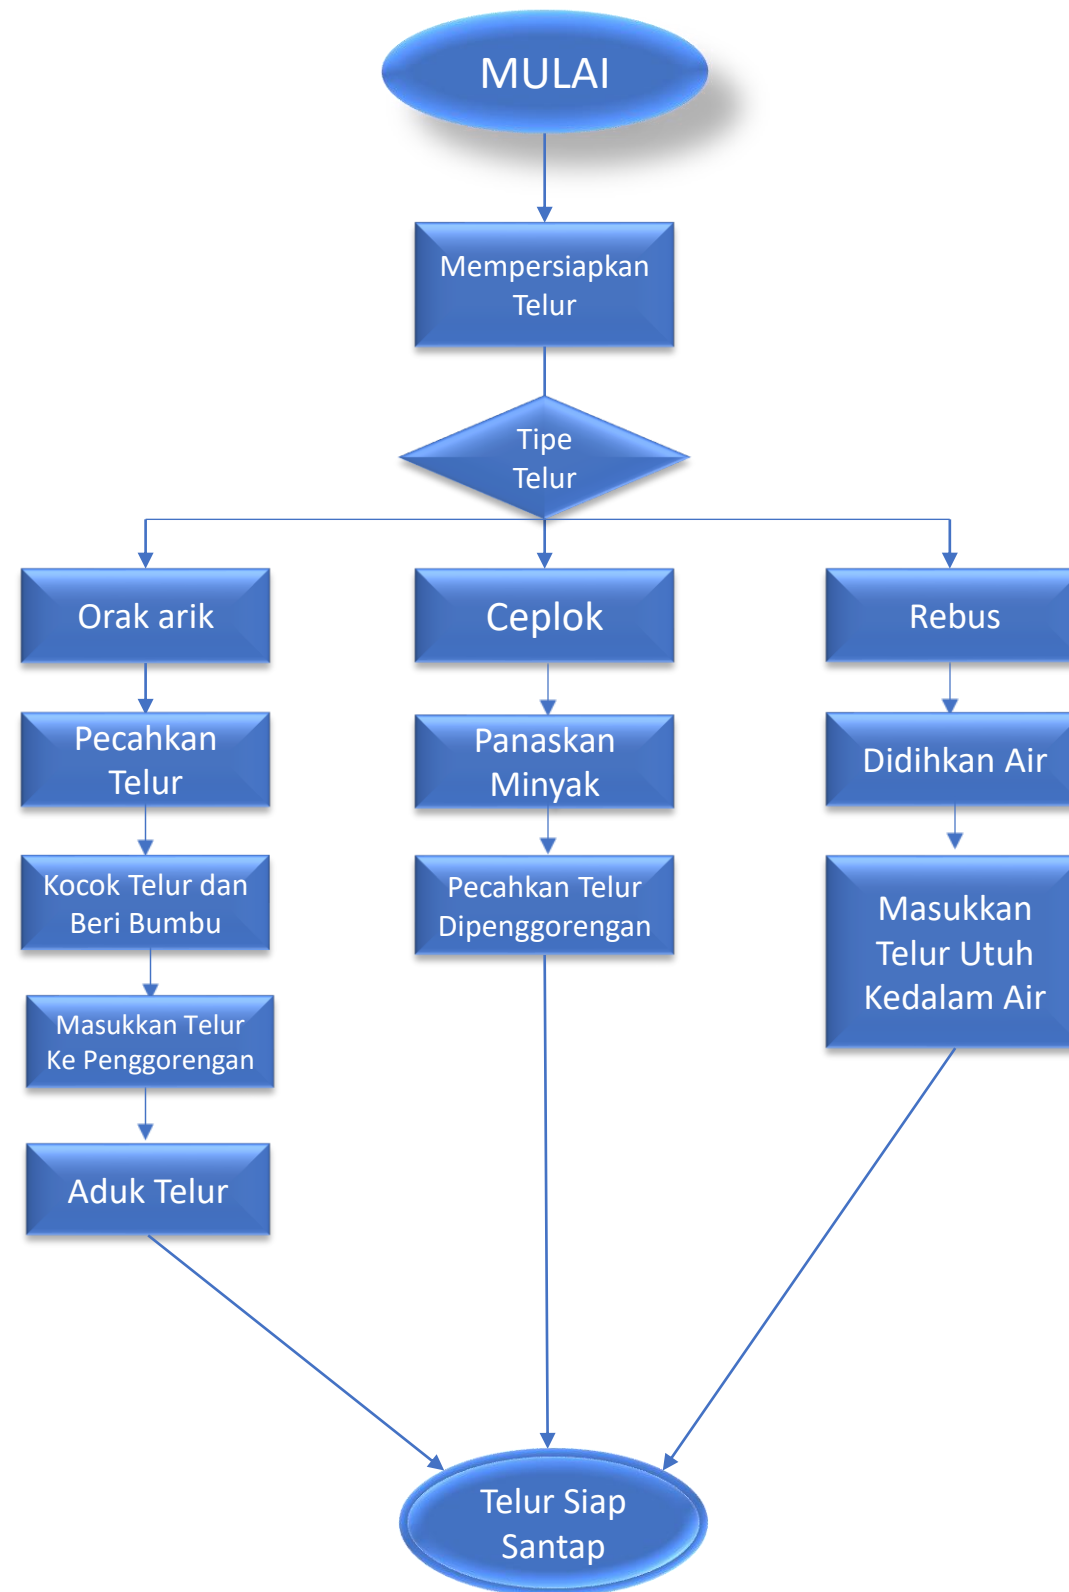 MULAI
Mempersiapkan
Telur
Tipe
Telur
Orak arik
Ceplok
Rebus
Pecahkan
Telur
Panaskan
Minyak
Didihkan Air
Kocok Telur dan
Beri Bumbu
Pecahkan Telur
Dipenggorengan
Masukkan
Telur Utuh
Kedalam Air
Masukkan Telur
Ke Penggorengan
Aduk Telur
Telur Siap
Santap